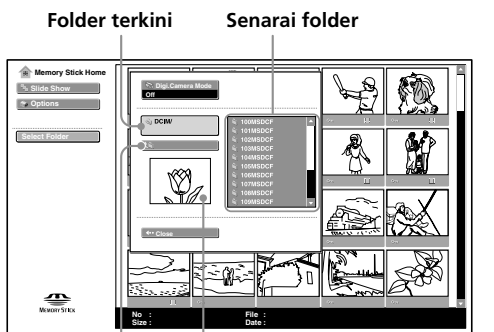 Folder terkini
Senarai folder
Memory Stick Home
Slide Show
Options
Select Folder
Digi.Camera Mode
Off
DCIM/
100MSDCF
101MSDCF
102MSDCF
103MSDCF
104MSDCF
105MSDCF
106MSDCF
107MSDCF
108MSDCF
109MSDCF
Close
MEMORY STICK
No :
Size :
File :
Date :